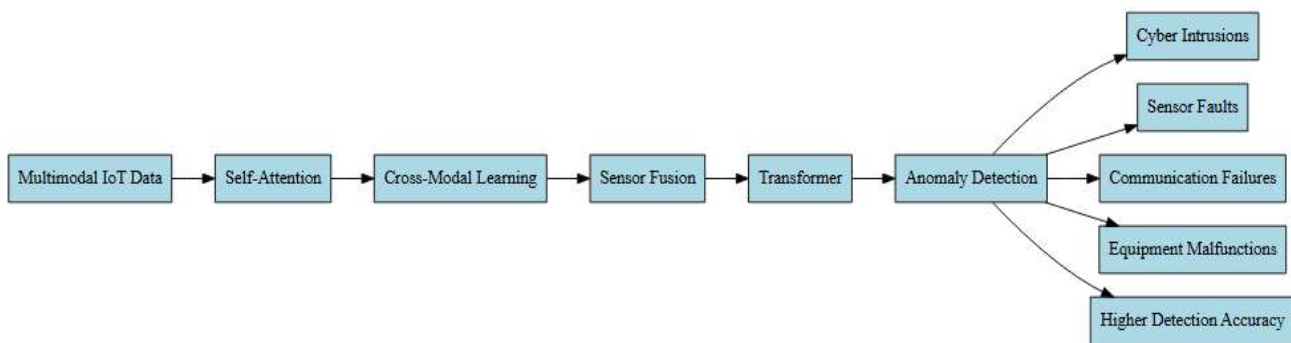 Multimodal IoT Data
Self-Attention
Cross-Modal Learning
Sensor Fusion
Transformer
Anomaly Detection
Cyber Intrusions
Sensor Faults
Communication Failures
Equipment Malfunctions
Higher Detection Accuracy